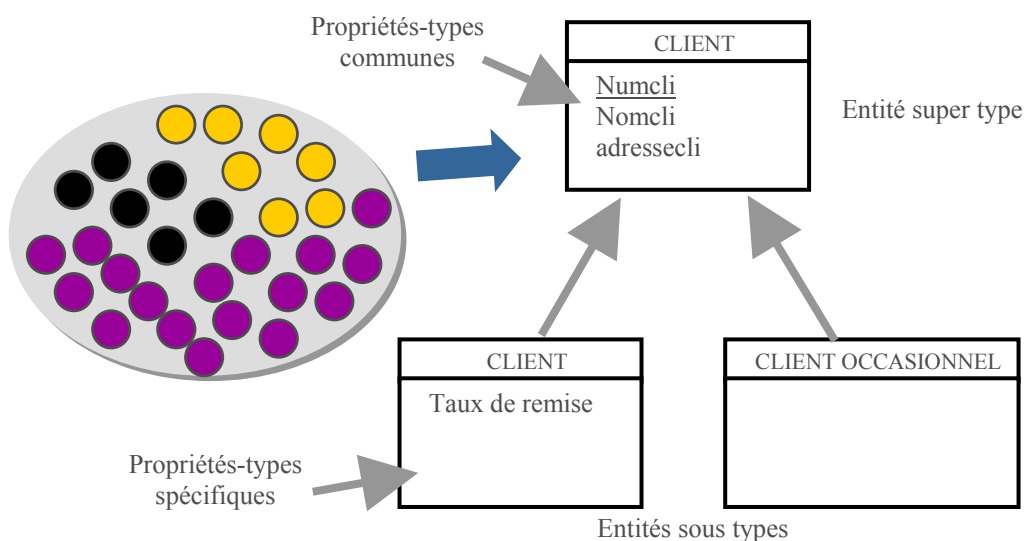 Propriétés-types
communes
CLIENT
Numcli
Nomcli
adressecli
Entité super type
CLIENT
Taux de remise
CLIENT OCCASIONNEL
Propriétés-types
spécifiques
Entités sous types